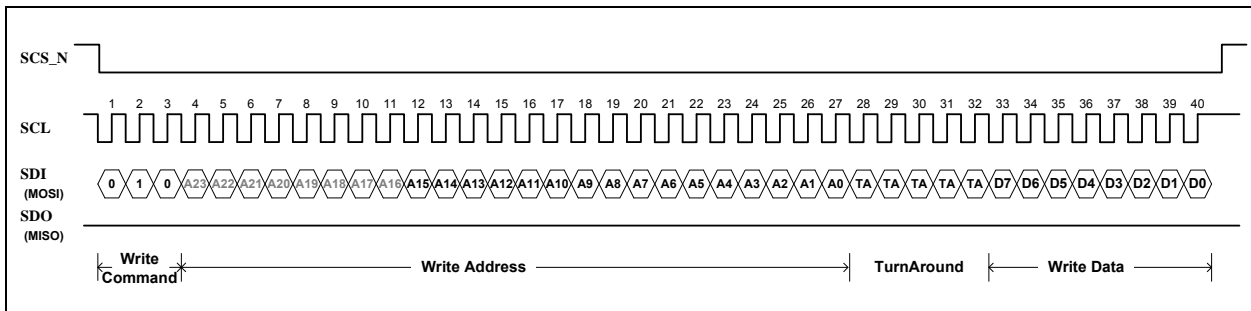 SCS_N
1 2 3 4 5 6 7 8 9 10 11 12 13 14 15 16 17 18 19 20 21 22 23 24 25 26 27 28 29 30 31 32 33 34 35 36 37 38 39 40
SCL
SDI
(MOSI)
0 1 0 A23 A22 A21 A20 A19 A18 A17 A16 A15 A14 A13 A12 A11 A10 A9 A8 A7 A6 A5 A4 A3 A2 A1 A0 TA TA TA TA TA D7 D6 D5 D4 D3 D2 D1 D0
SDO
(MISO)
Write
Command
Write Address
TurnAround
Write Data